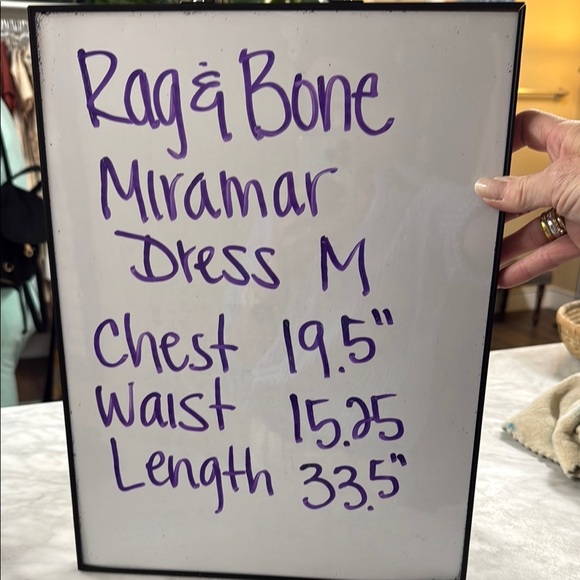 Rag & Bone
Miramar
Dress M
Chest 19.5"
Waist 15.25
Length 33.5"